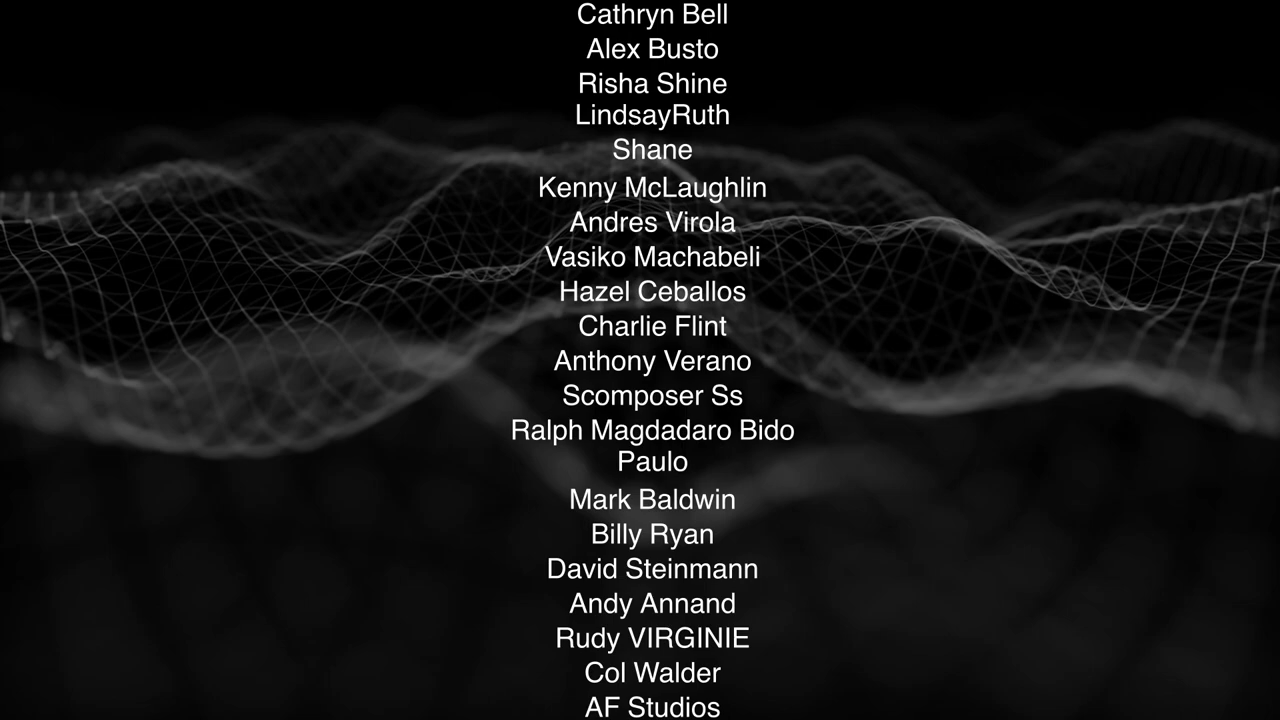 Cathryn Bell
Alex Busto
Risha Shine
LindsayRuth
Shane
Kenny McLaughlin
Andres Virola
Vasiko Machabeli
Hazel Ceballos
Charlie Flint
Anthony Verano
Scomposer Ss
Ralph Magdadaro Bido
Paulo
Mark Baldwin
Billy Ryan
David Steinmann
Andy Annand
Rudy VIRGINIE
Col Walder
AF Studios